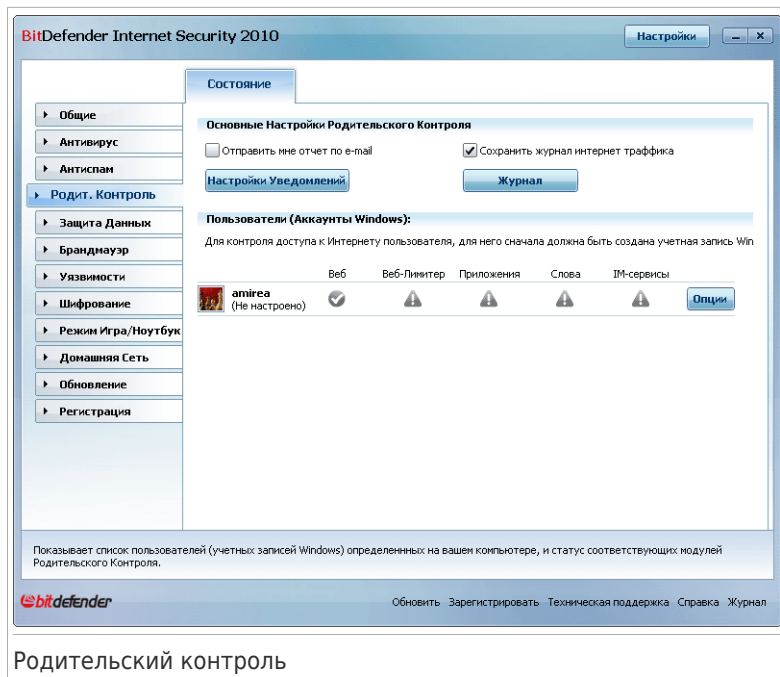 BitDefender Internet Security 2010
Настройки
Состояние
Общие
Антивирус
Антиспам
Родит. Контроль
Защита Данных
Брандмауэр
Уязвимости
Шифрование
Режим Игра/Ноутбук
Домашняя Сеть
Обновление
Регистрация
Основные Настройки Родительского Контроля
Отправить мне отчет по e-mail
Сохранить журнал интернет траффика
Настройки Уведомлений
Журнал
Пользователи (Аккаунты Windows):
Для контроля доступа к Интернету пользователя, для него сначала должна быть создана учетная запись Win
Веб Веб-Лимитер Приложения Слова IM-сервисы
amirea
(Не настроено)
Опции
Показывает список пользователей (учетных записей Windows) определеннных на вашем компьютере, и статус соответствующих модулей
Родительского Контроля.
bitdefender
Обновить Зарегистрировать Техническая поддержка Справка Журнал
Родительский контроль